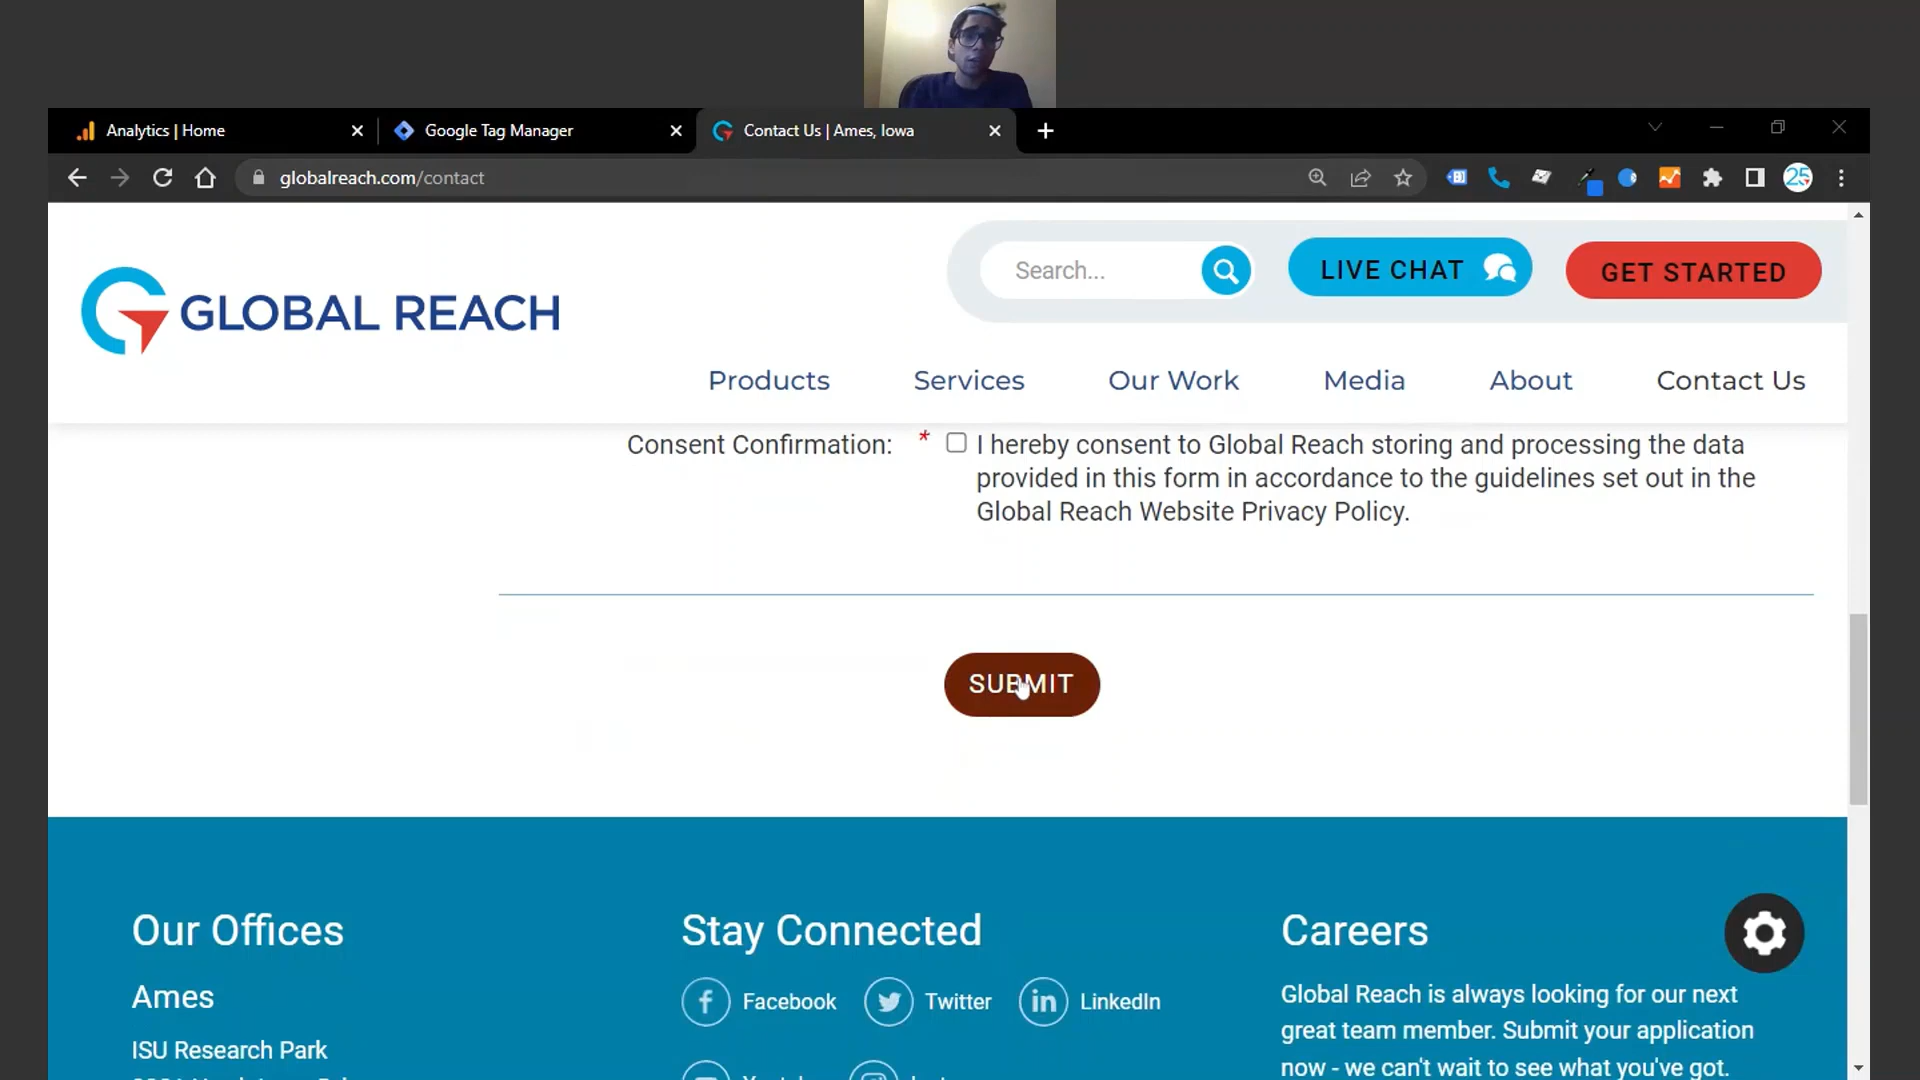 Analytics | Home
Google Tag Manager
Contact Us | Ames, Iowa
globalreach.com/contact
25
Search...
LIVE CHAT
GET STARTED
GLOBAL REACH
Products
Services
Our Work
Media
About
Contact Us
Consent Confirmation: * I hereby consent to Global Reach storing and processing the data
provided in this form in accordance to the guidelines set out in the
Global Reach Website Privacy Policy.
SUBMIT
Our Offices
Ames
ISU Research Park
Stay Connected
Facebook
Twitter
LinkedIn
Careers
Global Reach is always looking for our next
great team member. Submit your application
now - we can't wait to see what you've got.